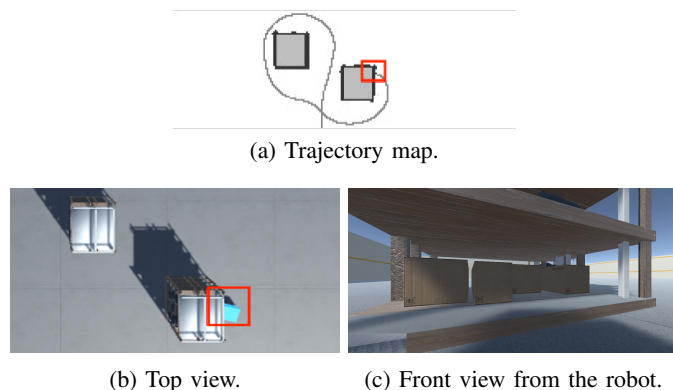 (a) Trajectory map.
(b) Top view.
(c) Front view from the robot.